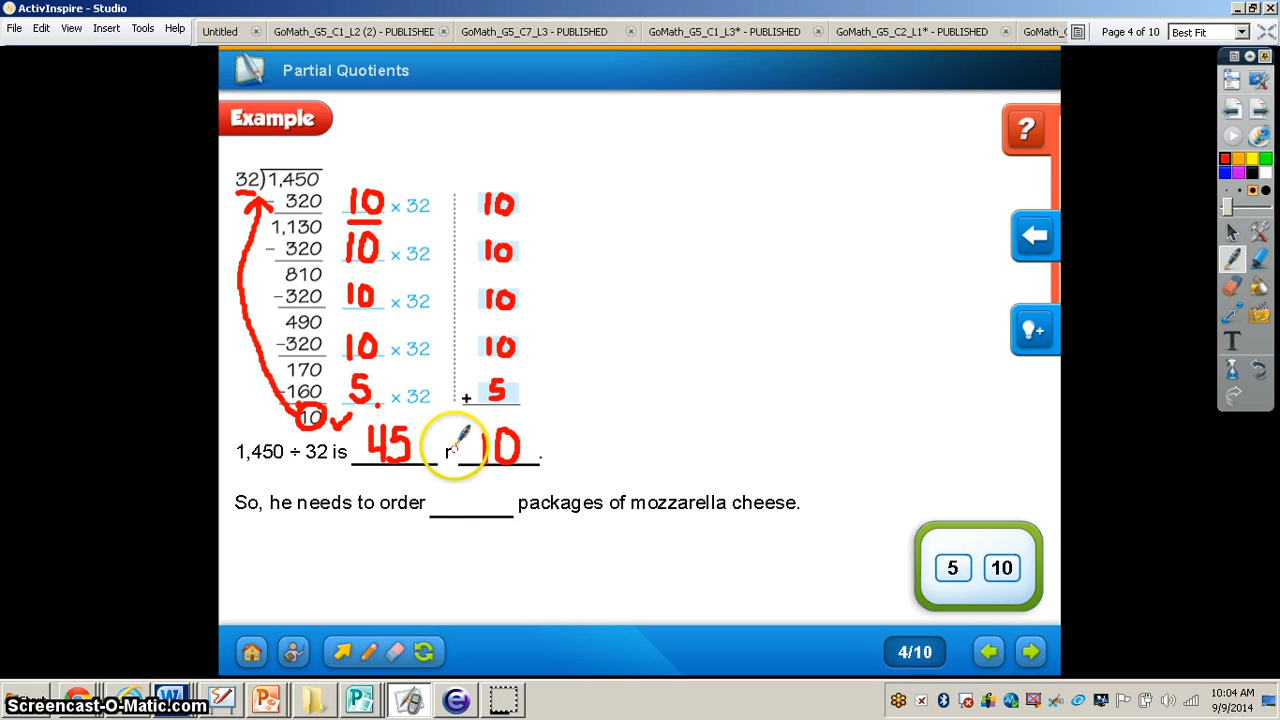 ActivInspire - Studio
File Edit View Insert Tools Help
Untitled GoMath_G5_C1_L2 (2) - PUBLISHED GoMath_G5_C7_L3 - PUBLISHED GoMath_G5_C1_L3* - PUBLISHED GoMath_G5_C2_L1* - PUBLISHED GoMath_G
Page 4 of 10 Best Fit
Partial Quotients
Example
?
32)1,450
- 320 10 × 32 10
1,130
- 320 10 × 32 10
810
-320 10 × 32 10
490
-320 10 × 32 10
170
-160 5 × 32 + 5
10
1,450 ÷ 32 is 45 r 10 .
So, he needs to order ______ packages of mozzarella cheese.
5 10
4/10
Screencast-O-Matic.com
10:04 AM
9/9/2014